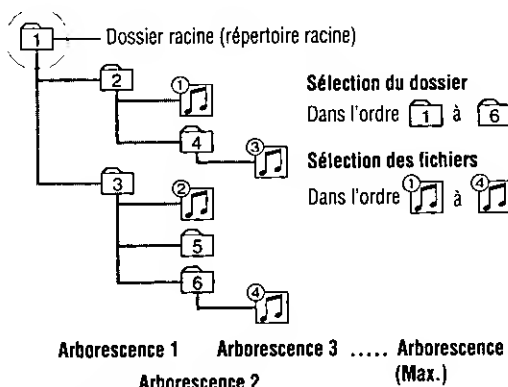 1 Dossier racine (répertoire racine)
2 ①
4 ③
3 ②
5
6 ④
Sélection du dossier
Dans l'ordre 1 à 6
Sélection des fichiers
Dans l'ordre ① à ④
Arborescence 1 Arborescence 3 ..... Arborescence
Arborescence 2 (Max.)